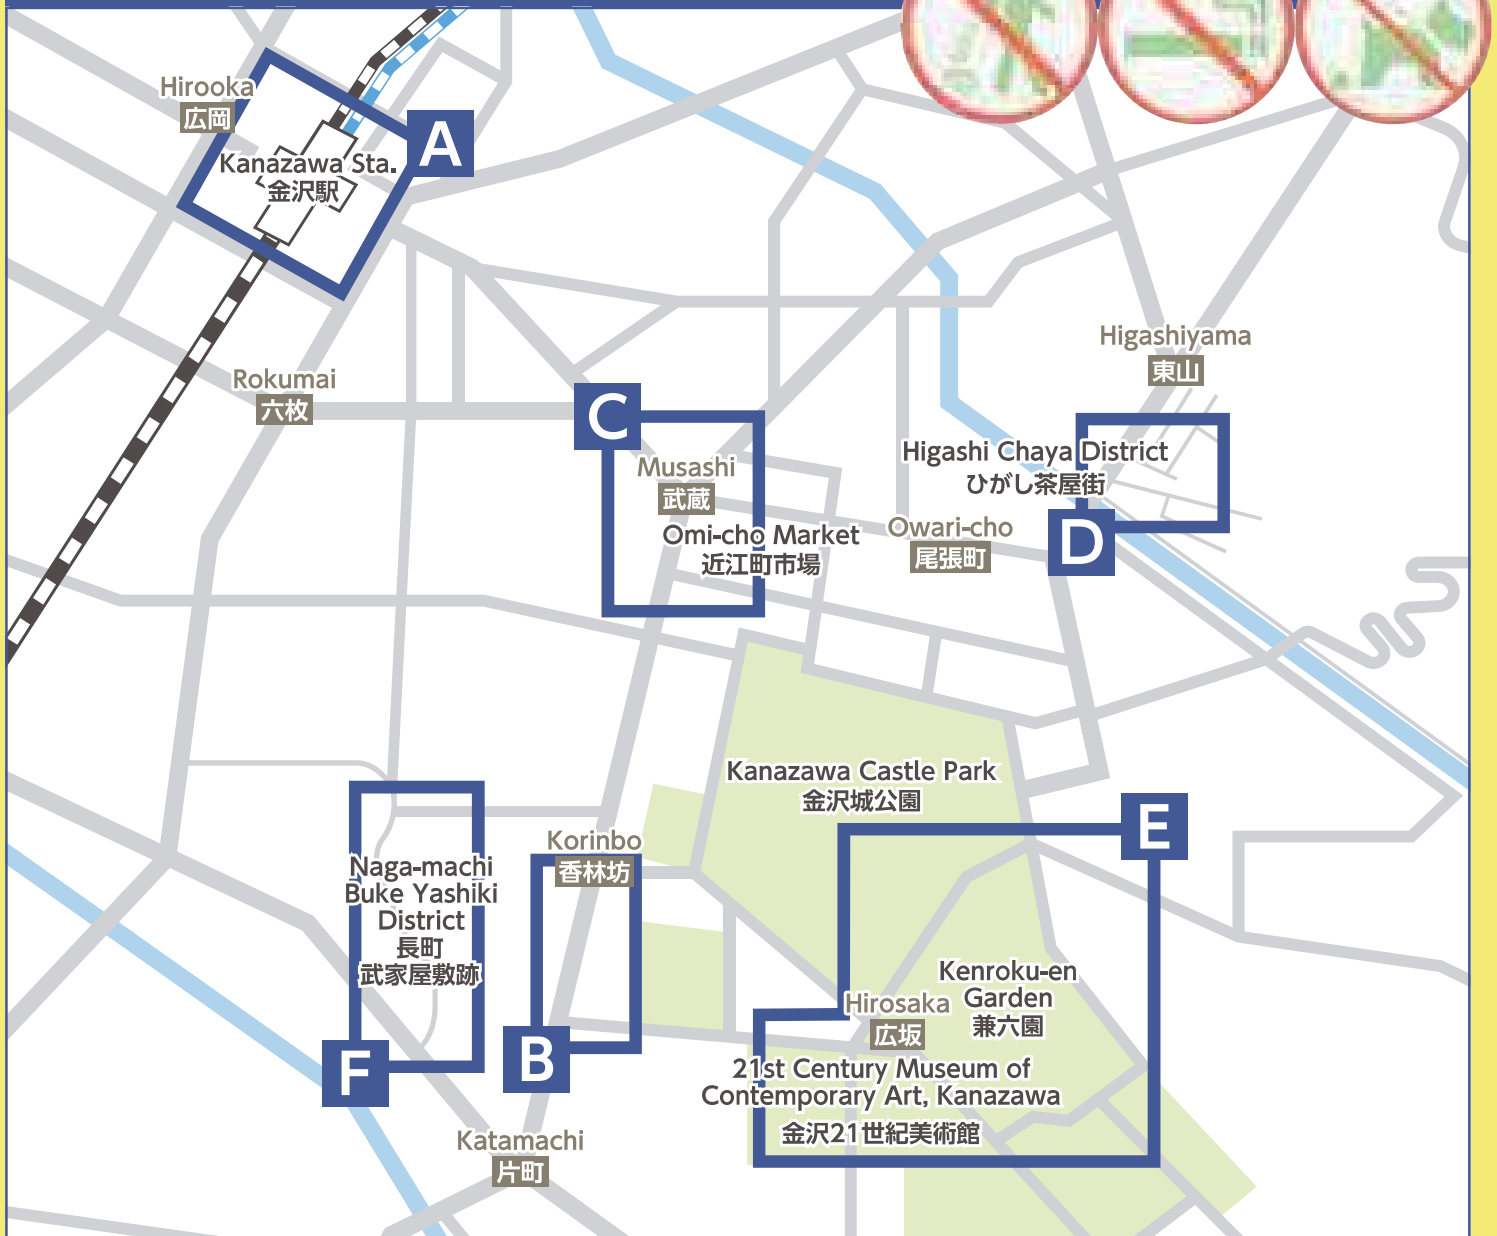 Hirooka
広岡
A
Kanazawa Sta.
金沢駅
Rokumai
六枚
C
Musashi
武蔵
Omi-cho Market
近江町市場
Higashiyama
東山
Higashi Chaya District
ひがし茶屋街
Owari-cho
尾張町
D
Kanazawa Castle Park
金沢城公園
E
Korinbo
香林坊
Naga-machi
Buke Yashiki
District
長町
武家屋敷跡
Kenroku-en
Garden
兼六園
Hirosaka
広坂
F
B
21st Century Museum of
Contemporary Art, Kanazawa
金沢21世紀美術館
Katamachi
片町